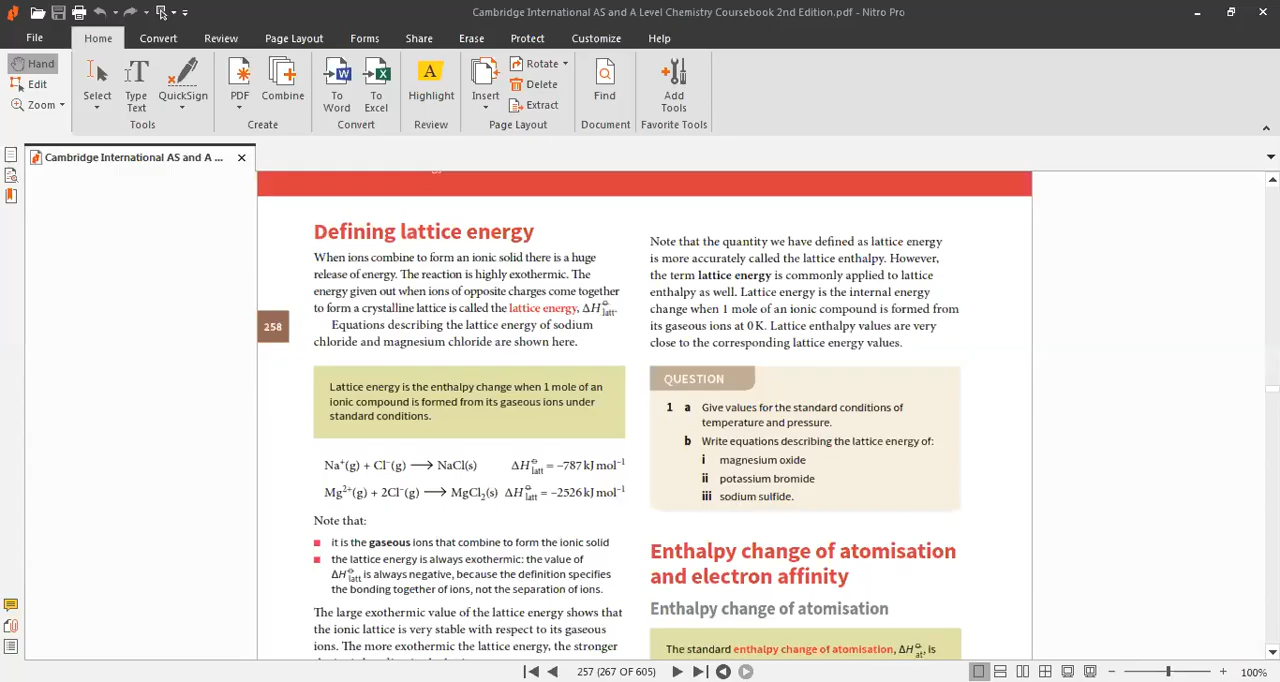 Cambridge International AS and A Level Chemistry Coursebook 2nd Edition.pdf - Nitro Pro
File Home Convert Review Page Layout Forms Share Erase Protect Customize Help
Hand
Edit
Zoom
Select
Type Text
QuickSign
Tools
PDF
Combine
Create
To Word
To Excel
Convert
Highlight
Review
Insert
Rotate
Delete
Extract
Page Layout
Find
Document
Add Tools
Favorite Tools
Cambridge International AS and A ...
Defining lattice energy
When ions combine to form an ionic solid there is a huge
release of energy. The reaction is highly exothermic. The
energy given out when ions of opposite charges come together
to form a crystalline lattice is called the lattice energy, ΔH⦵latt.
Equations describing the lattice energy of sodium
chloride and magnesium chloride are shown here.
258
Lattice energy is the enthalpy change when 1 mole of an
ionic compound is formed from its gaseous ions under
standard conditions.
Na⁺(g) + Cl⁻(g) ⟶ NaCl(s) ΔH⦵latt = –787 kJ mol⁻¹
Mg²⁺(g) + 2Cl⁻(g) ⟶ MgCl₂(s) ΔH⦵latt = –2526 kJ mol⁻¹
Note that:
■ it is the gaseous ions that combine to form the ionic solid
■ the lattice energy is always exothermic: the value of
ΔH⦵latt is always negative, because the definition specifies
the bonding together of ions, not the separation of ions.
The large exothermic value of the lattice energy shows that
the ionic lattice is very stable with respect to its gaseous
ions. The more exothermic the lattice energy, the stronger
Note that the quantity we have defined as lattice energy
is more accurately called the lattice enthalpy. However,
the term lattice energy is commonly applied to lattice
enthalpy as well. Lattice energy is the internal energy
change when 1 mole of an ionic compound is formed from
its gaseous ions at 0 K. Lattice enthalpy values are very
close to the corresponding lattice energy values.
QUESTION
1 a Give values for the standard conditions of
temperature and pressure.
b Write equations describing the lattice energy of:
i magnesium oxide
ii potassium bromide
iii sodium sulfide.
Enthalpy change of atomisation
and electron affinity
Enthalpy change of atomisation
The standard enthalpy change of atomisation, ΔH⦵at, is
257 (267 of 605)
100%